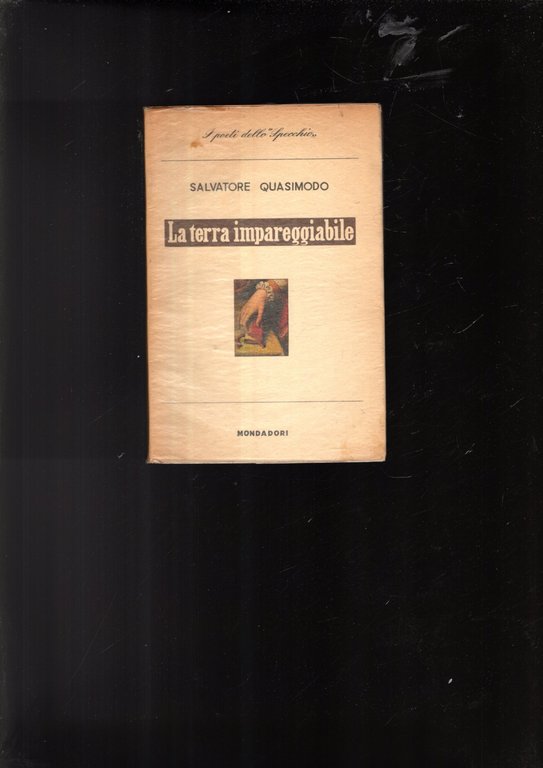 I poeti dello "Specchio"
SALVATORE QUASIMODO
La terra impareggiabile
MONDADORI